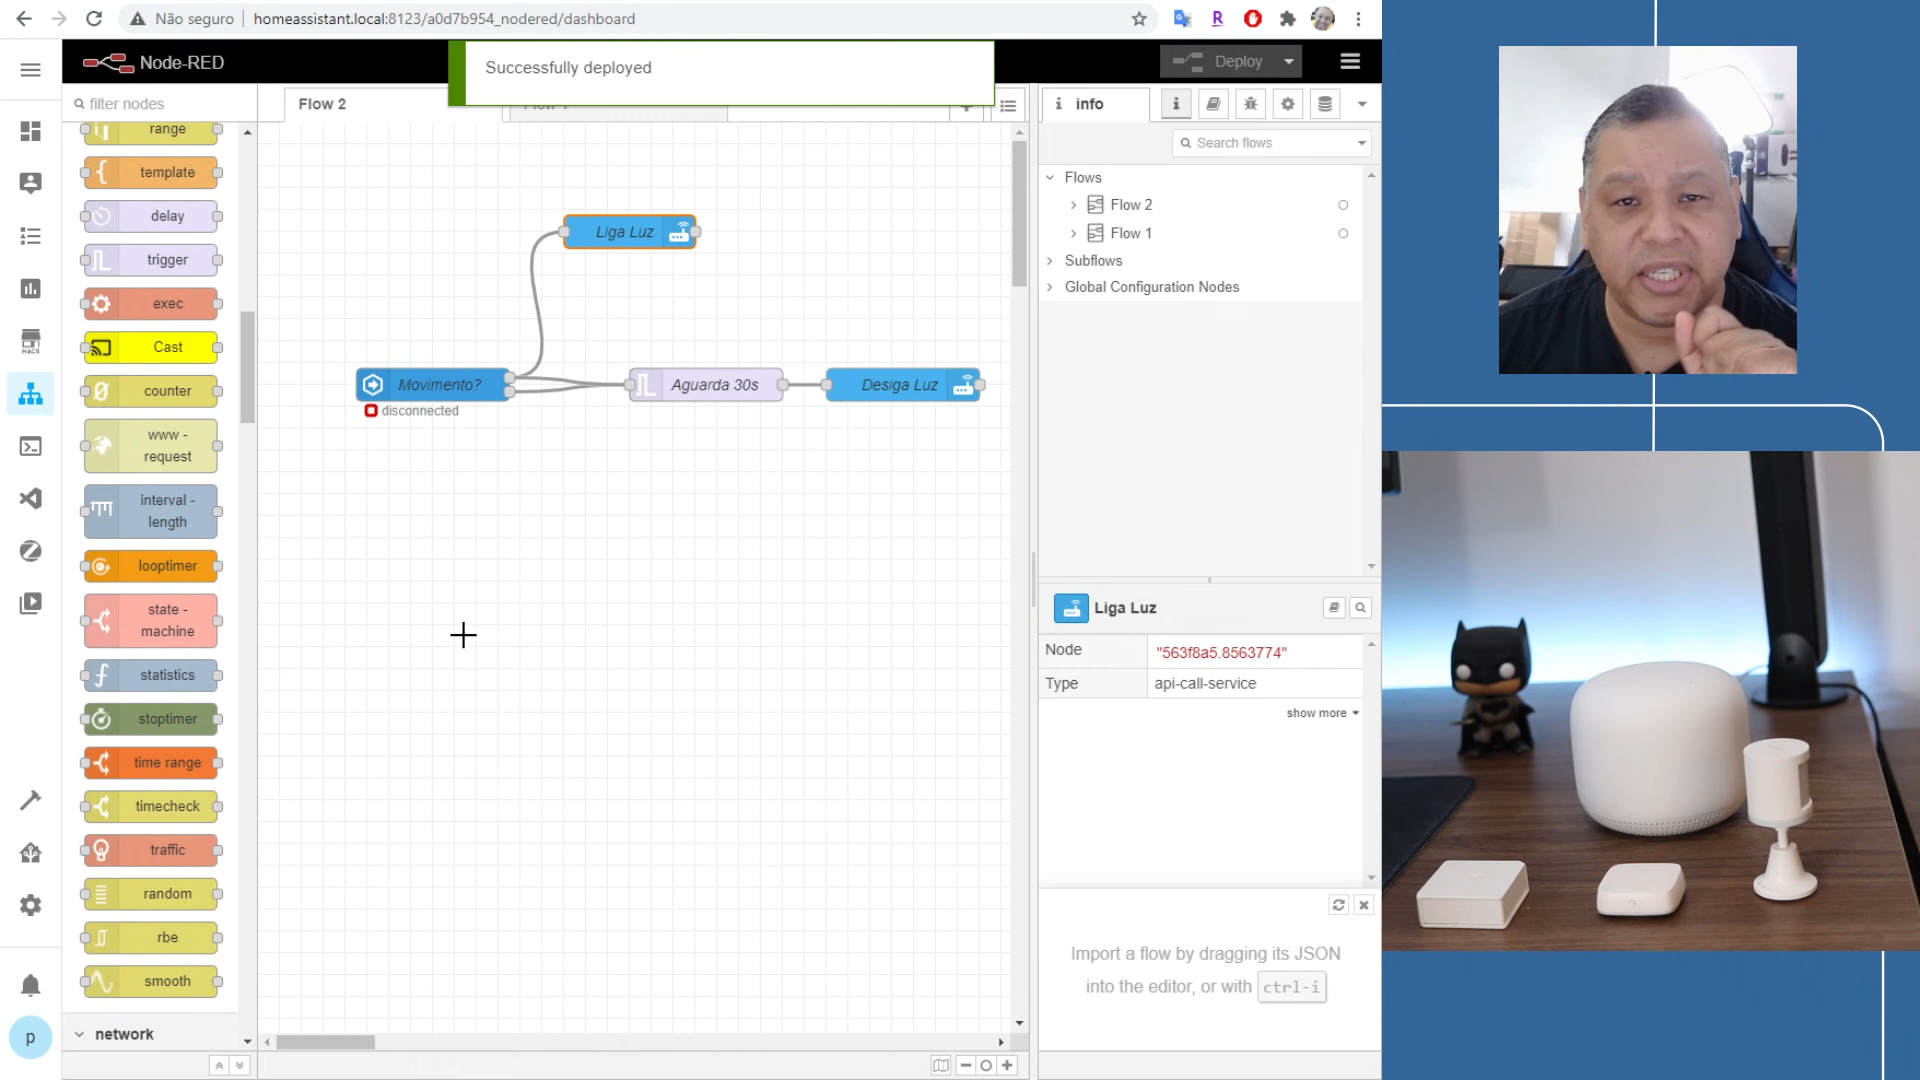 Não seguro
homeassistant.local:8123/a0d7b954_nodered/dashboard
Node-RED
Successfully deployed
Deploy
filter nodes
Flow 2
info
Search flows
Flows
Flow 2
Flow 1
Subflows
Global Configuration Nodes
range
template
delay
trigger
exec
Cast
counter
www -
request
interval -
length
looptimer
state -
machine
statistics
stoptimer
time range
timecheck
traffic
random
rbe
smooth
network
HACS
p
Liga Luz
Movimento?
disconnected
Aguarda 30s
Desiga Luz
Liga Luz
Node
"563f8a5.8563774"
Type
api-call-service
show more
Import a flow by dragging its JSON
into the editor, or with ctrl-i